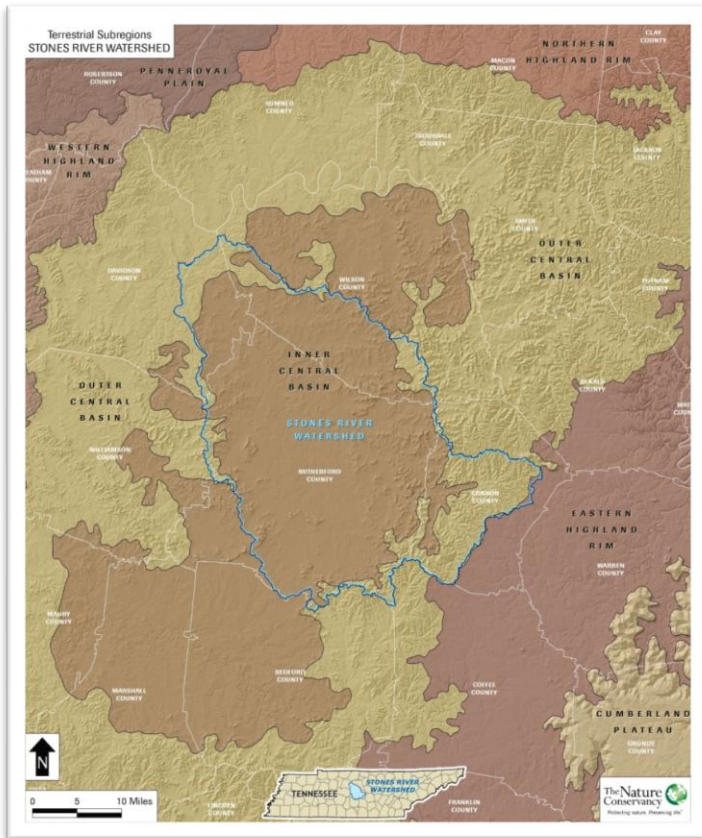 Terrestrial Subregions
STONES RIVER WATERSHED
ROBERTSON
COUNTY
PENNEROYAL
PLAIN
NORTHERN
HIGHLAND RIM
CLAY
COUNTY
MACON
COUNTY
SUMNER
COUNTY
TROUSDALE
COUNTY
WESTERN
HIGHLAND
RIM
JACKSON
COUNTY
SMITH
COUNTY
OUTER
CENTRAL
BASIN
DAVIDSON
COUNTY
WILSON
COUNTY
PUTNAM
COUNTY
INNER
CENTRAL
BASIN
OUTER
CENTRAL
BASIN
DEKALB
COUNTY
STONES RIVER
WATERSHED
WILLIAMSON
COUNTY
RUTHERFORD
COUNTY
CANNON
COUNTY
EASTERN
HIGHLAND
RIM
WARREN
COUNTY
MAURY
COUNTY
BEDFORD
COUNTY
MARSHALL
COUNTY
COFFEE
COUNTY
CUMBERLAND
PLATEAU
GRUNDY
COUNTY
N
0 5 10 Miles
TENNESSEE
STONES RIVER
WATERSHED
LINCOLN
COUNTY
FRANKLIN
COUNTY
The Nature
Conservancy
Protecting nature. Preserving life.